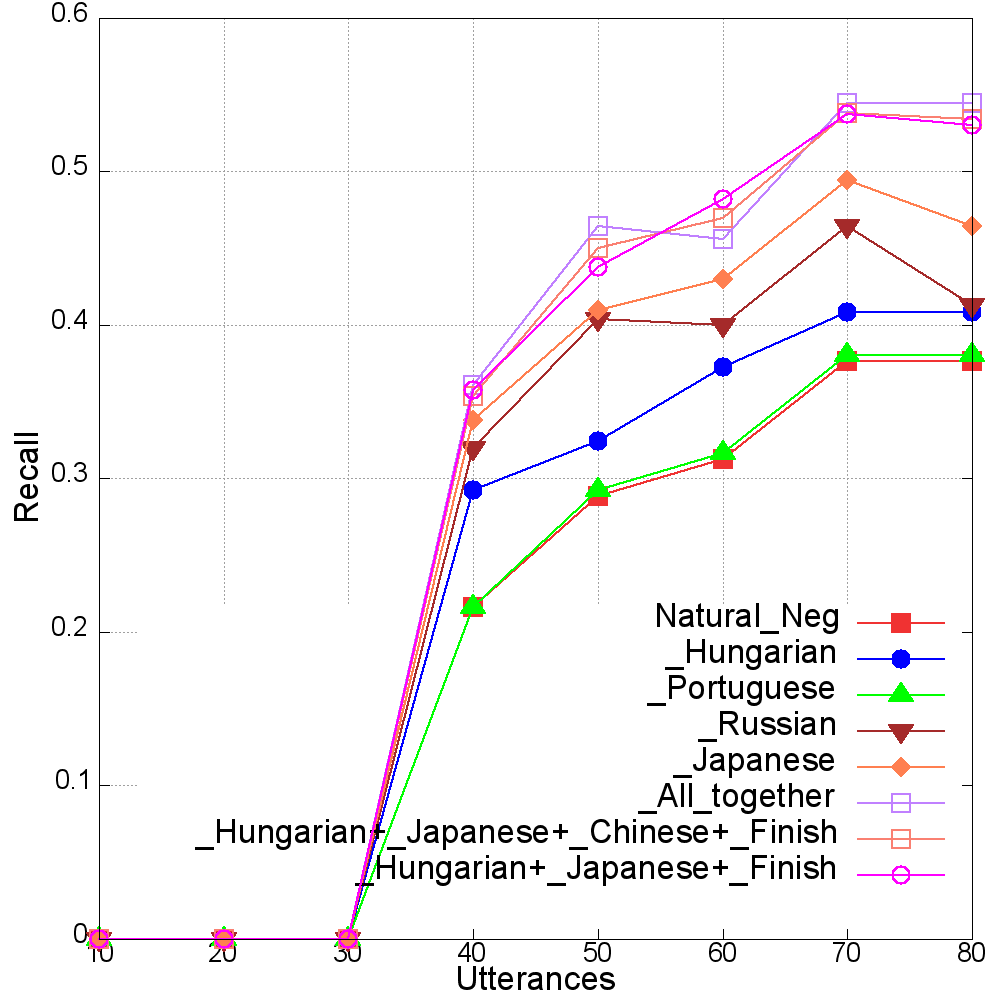 0.6
0.5
0.4
0.3
0.2
0.1
0
Recall
10 20 30 40 50 60 70 80
Utterances
Natural_Neg
_Hungarian
_Portuguese
_Russian
_Japanese
_All_together
_Hungarian+_Japanese+_Chinese+_Finish
_Hungarian+_Japanese+_Finish